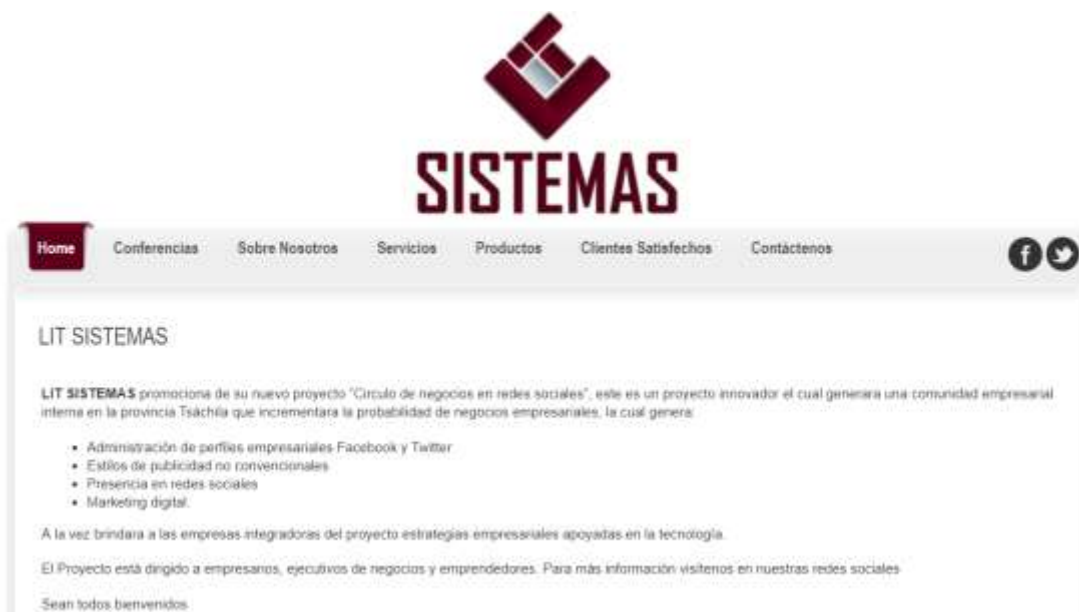 SISTEMAS
Home Conferencias Sobre Nosotros Servicios Productos Clientes Satisfechos Contáctenos
LIT SISTEMAS
LIT SISTEMAS promociona de su nuevo proyecto "Circulo de negocios en redes sociales", este es un proyecto innovador el cual generara una comunidad empresarial
interna en la provincia Tsáchila que incrementara la probabilidad de negocios empresariales, la cual genera:
• Administración de perfiles empresariales Facebook y Twitter
• Estilos de publicidad no convencionales
• Presencia en redes sociales
• Marketing digital.
A la vez brindara a las empresas integradoras del proyecto estrategias empresariales apoyadas en la tecnología.
El Proyecto está dirigido a empresarios, ejecutivos de negocios y emprendedores. Para más información visítenos en nuestras redes sociales
Sean todos bienvenidos